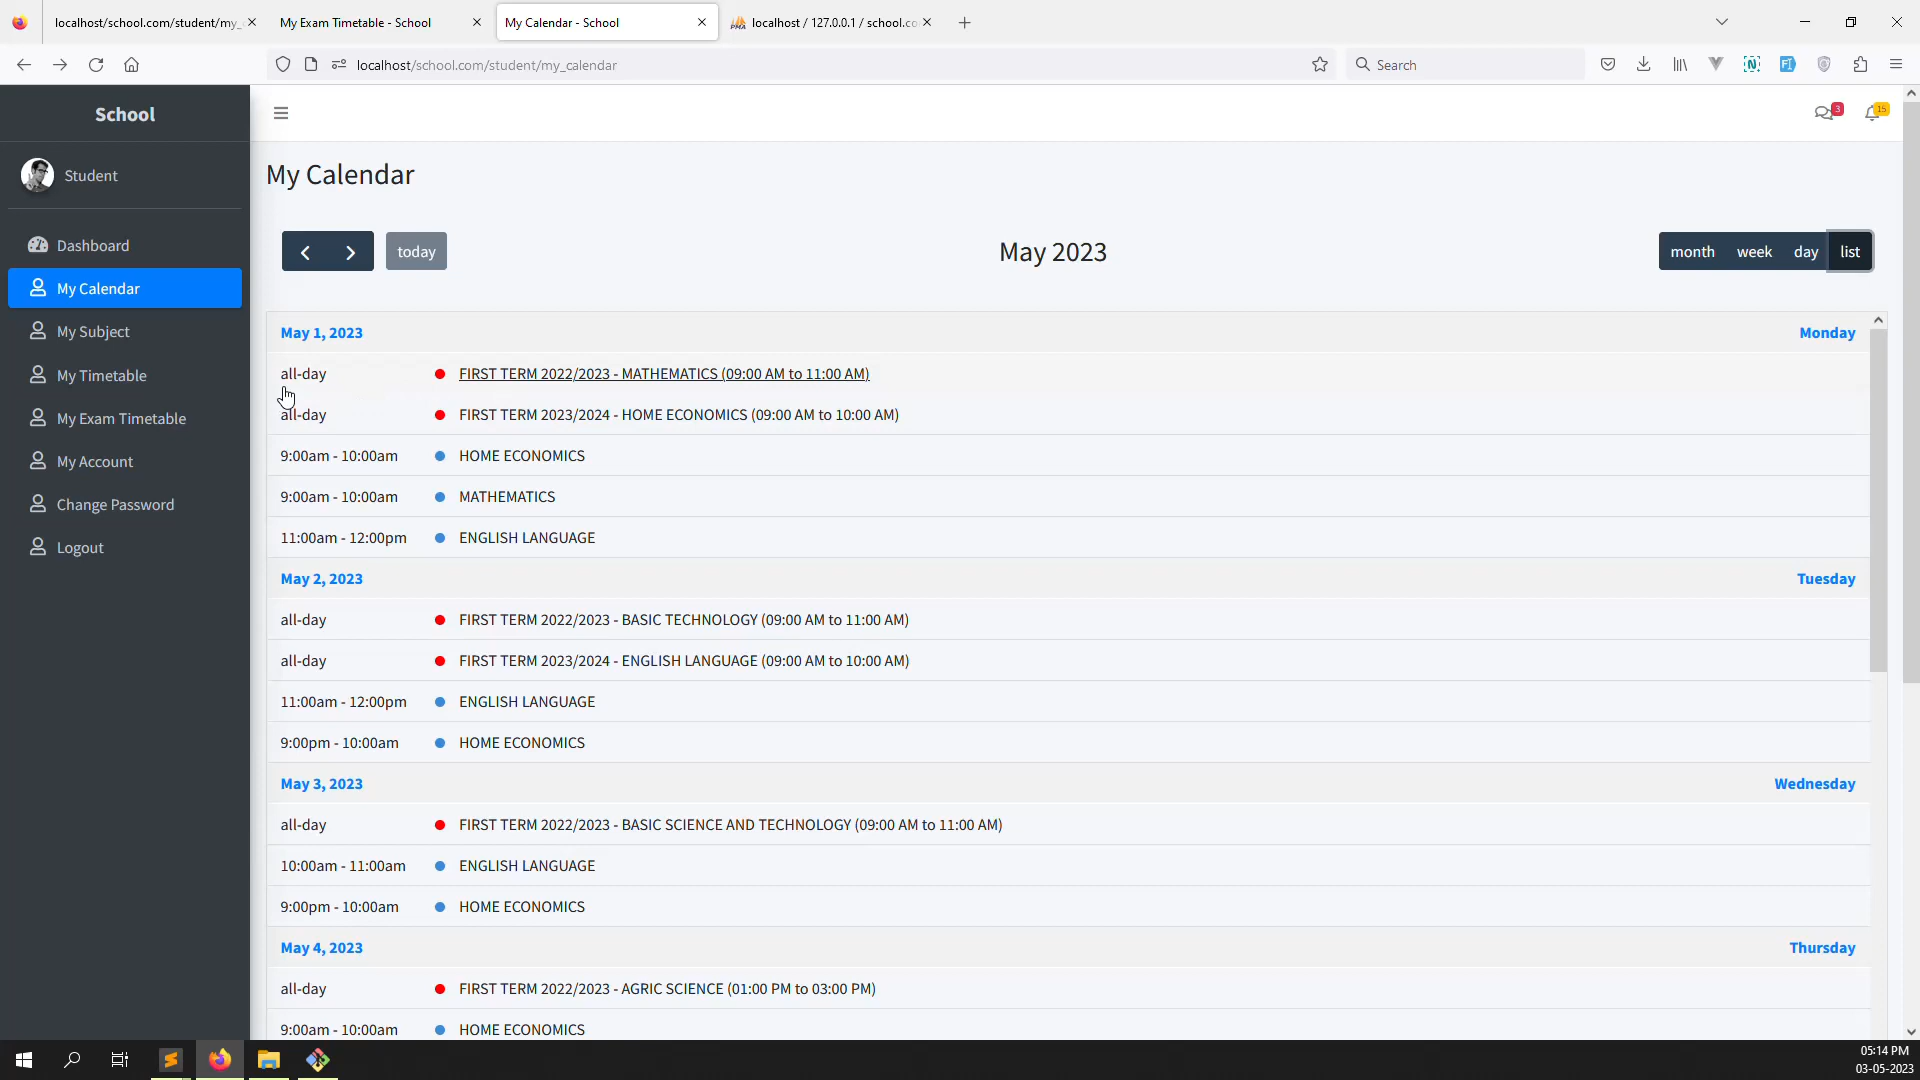 localhost/school.com/student/my_
My Exam Timetable - School
My Calendar - School
localhost / 127.0.0.1 / school.co
localhost/school.com/student/my_calendar
Search
School
3
15
Student
My Calendar
Dashboard
My Calendar
My Subject
My Timetable
My Exam Timetable
My Account
Change Password
Logout
today
May 2023
month week day list
May 1, 2023 Monday
all-day FIRST TERM 2022/2023 - MATHEMATICS (09:00 AM to 11:00 AM)
all-day FIRST TERM 2023/2024 - HOME ECONOMICS (09:00 AM to 10:00 AM)
9:00am - 10:00am HOME ECONOMICS
9:00am - 10:00am MATHEMATICS
11:00am - 12:00pm ENGLISH LANGUAGE
May 2, 2023 Tuesday
all-day FIRST TERM 2022/2023 - BASIC TECHNOLOGY (09:00 AM to 11:00 AM)
all-day FIRST TERM 2023/2024 - ENGLISH LANGUAGE (09:00 AM to 10:00 AM)
11:00am - 12:00pm ENGLISH LANGUAGE
9:00pm - 10:00am HOME ECONOMICS
May 3, 2023 Wednesday
all-day FIRST TERM 2022/2023 - BASIC SCIENCE AND TECHNOLOGY (09:00 AM to 11:00 AM)
10:00am - 11:00am ENGLISH LANGUAGE
9:00pm - 10:00am HOME ECONOMICS
May 4, 2023 Thursday
all-day FIRST TERM 2022/2023 - AGRIC SCIENCE (01:00 PM to 03:00 PM)
9:00am - 10:00am HOME ECONOMICS
05:14 PM
03-05-2023